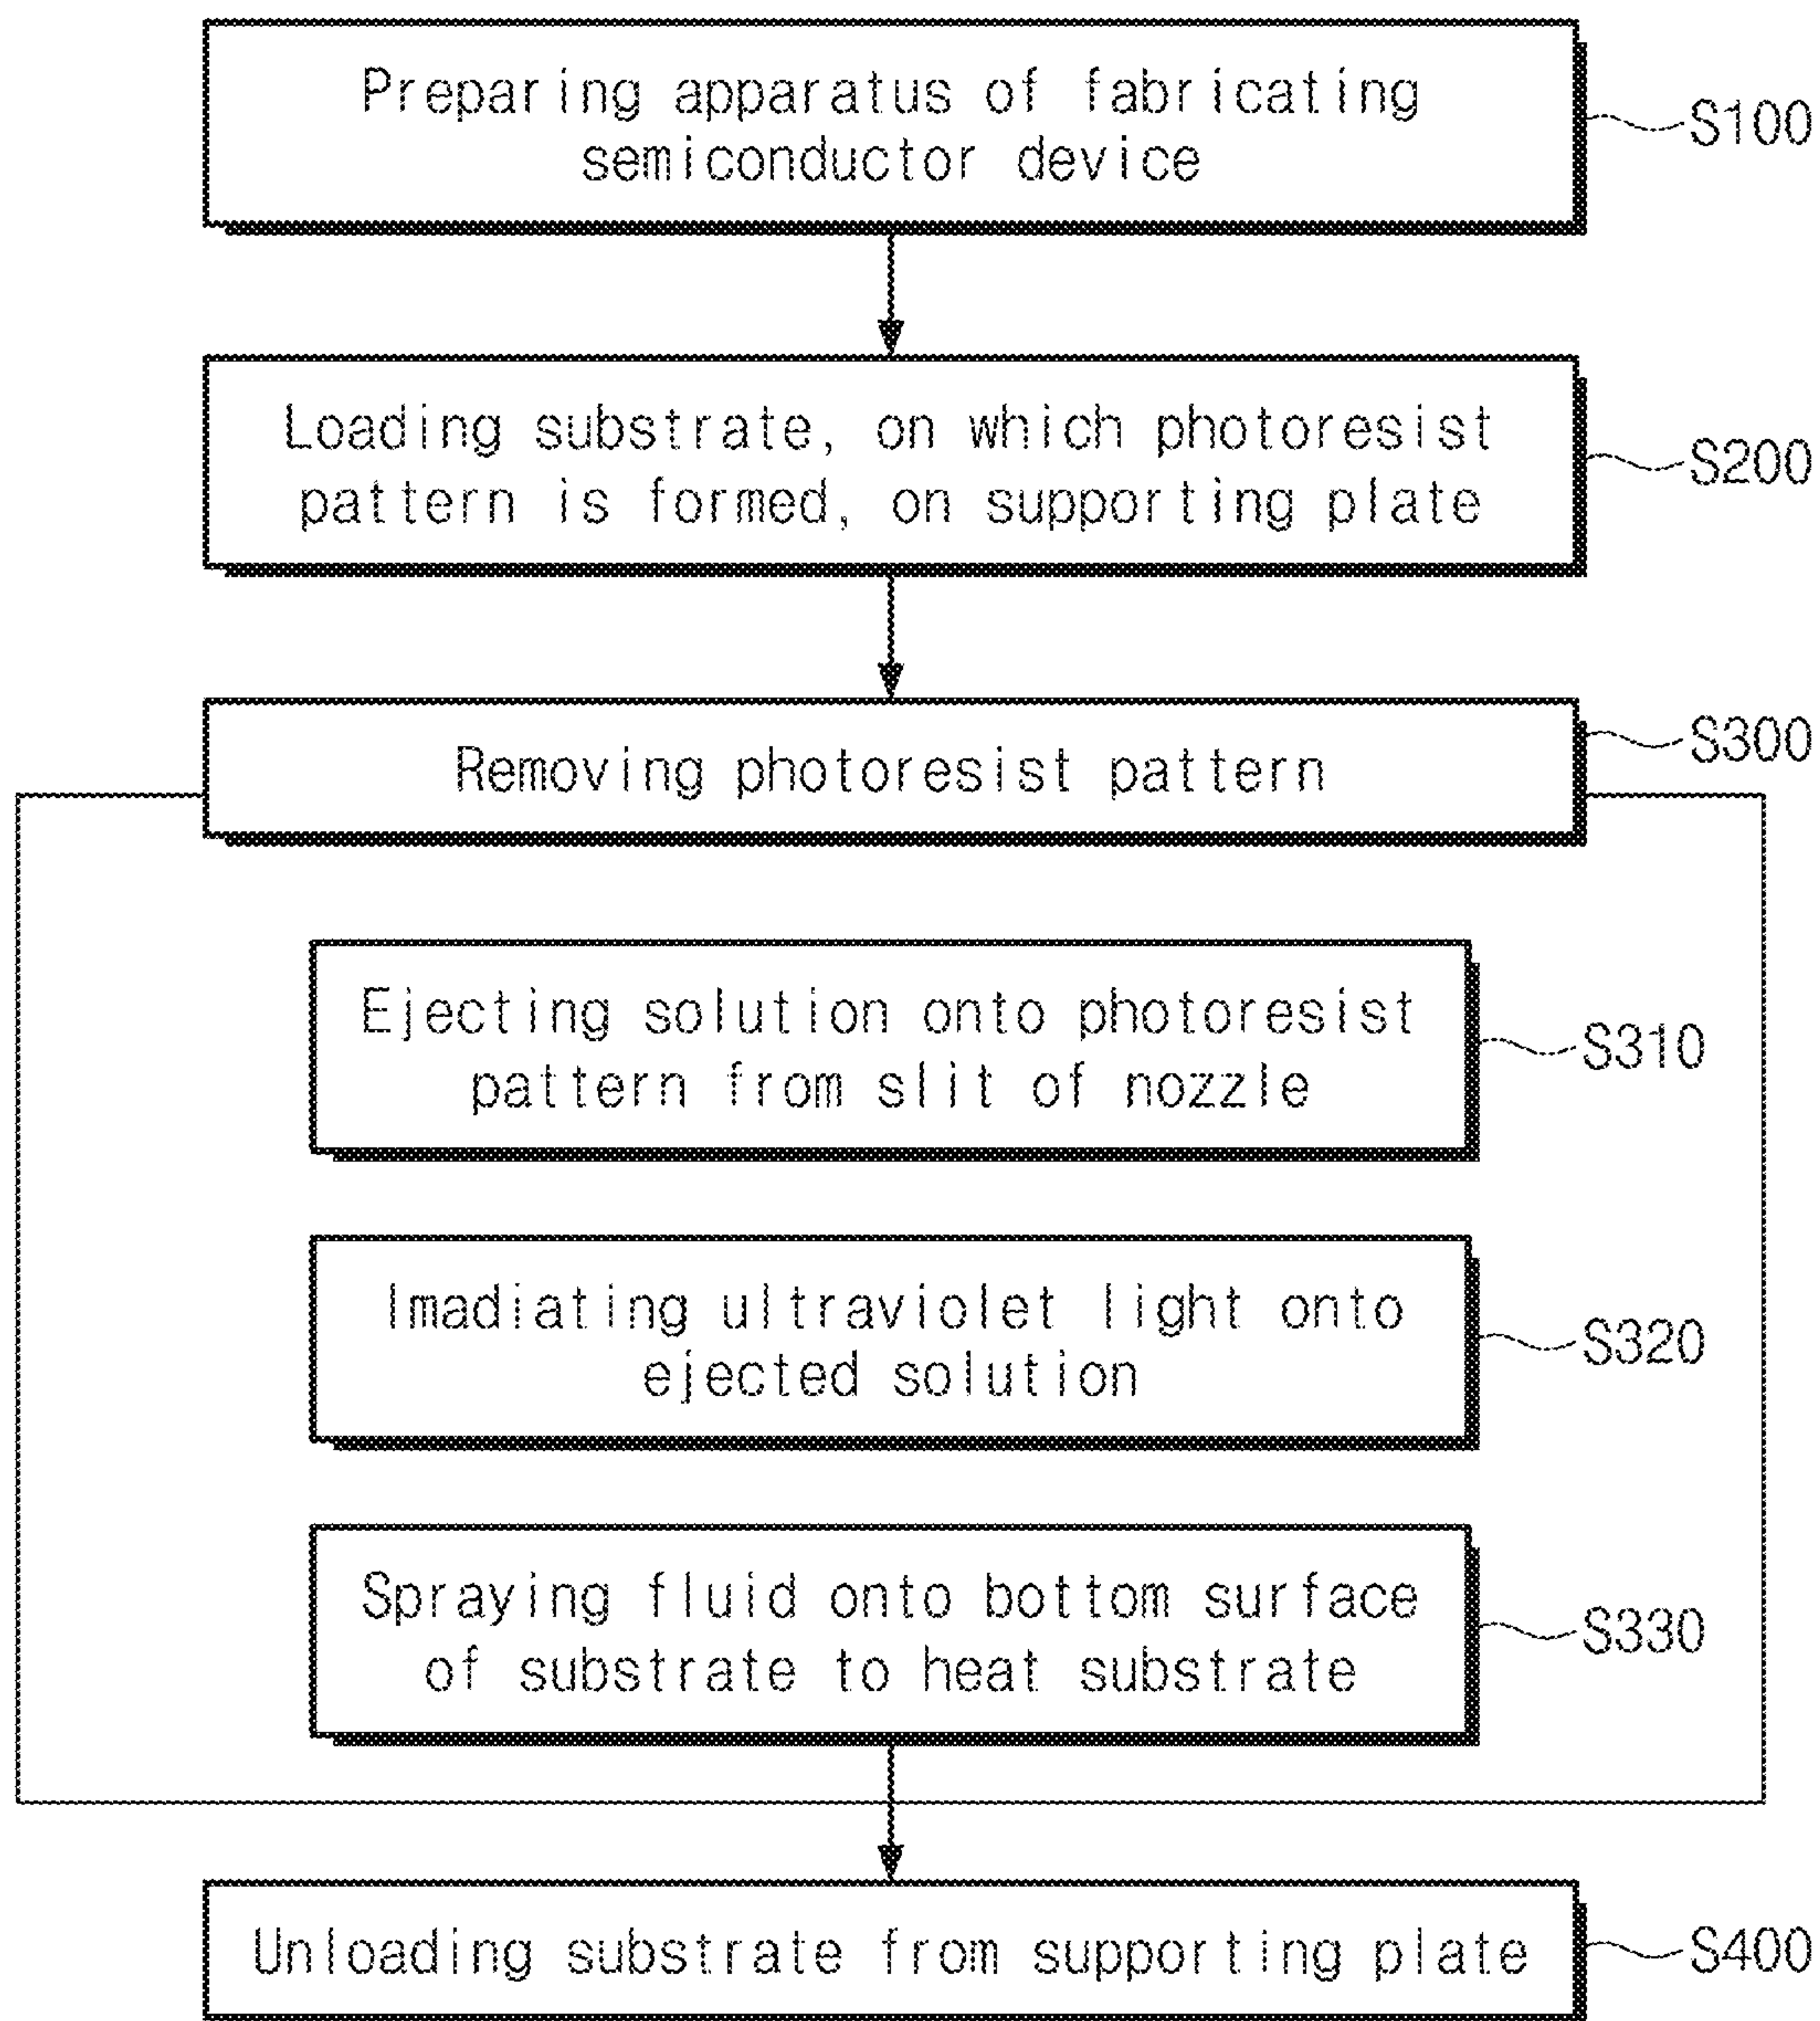 Preparing apparatus of fabricating
semiconductor device
S100
Loading substrate, on which photoresist
pattern is formed, on supporting plate
S200
Removing photoresist pattern
S300
Ejecting solution onto photoresist
pattern from slit of nozzle
S310
Imadiating ultraviolet light onto
ejected solution
S320
Spraying fluid onto bottom surface
of substrate to heat substrate
S330
Unloading substrate from supporting plate
S400